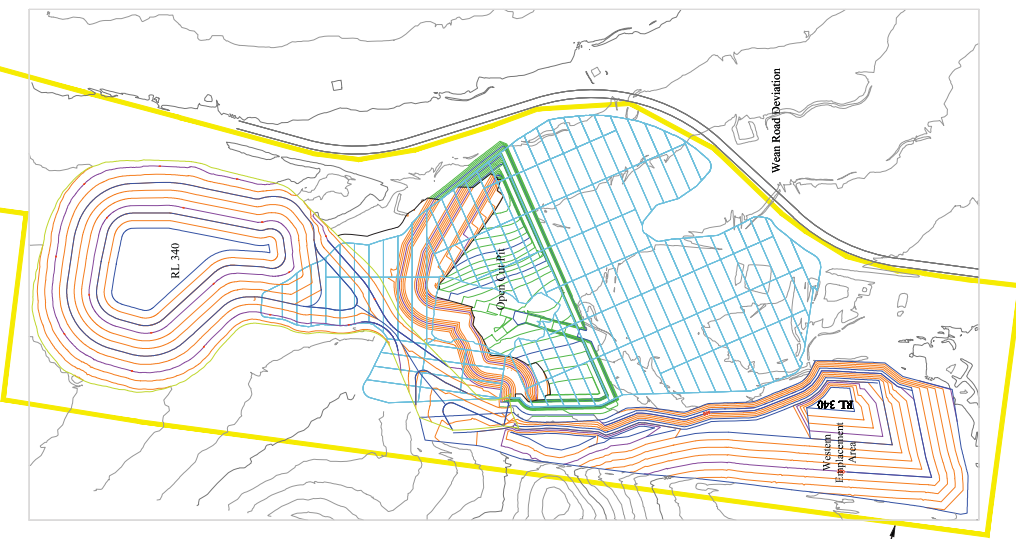 Wean Road Deviation
RL 340
Open Cut Pit
RL 340
Western
Emplacement
Area